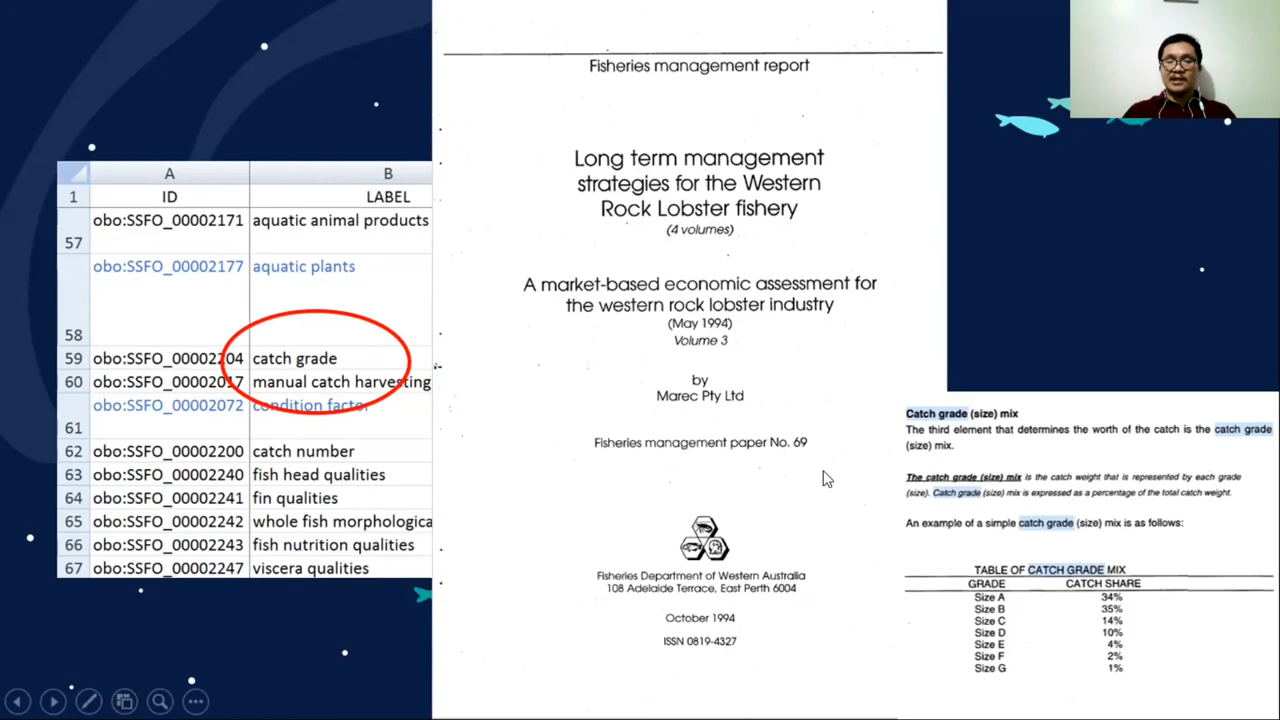 A B
1 ID LABEL
57 obo:SSFO_00002171 aquatic animal products
58 obo:SSFO_00002177 aquatic plants
59 obo:SSFO_00002204 catch grade
60 obo:SSFO_00002017 manual catch harvesting
61 obo:SSFO_00002072 condition factor
62 obo:SSFO_00002200 catch number
63 obo:SSFO_00002240 fish head qualities
64 obo:SSFO_00002241 fin qualities
65 obo:SSFO_00002242 whole fish morphologica
66 obo:SSFO_00002243 fish nutrition qualities
67 obo:SSFO_00002247 viscera qualities
Fisheries management report
Long term management
strategies for the Western
Rock Lobster fishery
(4 volumes)
A market-based economic assessment for
the western rock lobster industry
(May 1994)
Volume 3
by
Marec Pty Ltd
Fisheries management paper No. 69
Fisheries Department of Western Australia
108 Adelaide Terrace, East Perth 6004
October 1994
ISSN 0819-4327
Catch grade (size) mix
The third element that determines the worth of the catch is the catch grade
(size) mix.
The catch grade (size) mix is the catch weight that is represented by each grade
(size). Catch grade (size) mix is expressed as a percentage of the total catch weight.
An example of a simple catch grade (size) mix is as follows:
TABLE OF CATCH GRADE MIX
GRADE CATCH SHARE
Size A 34%
Size B 35%
Size C 14%
Size D 10%
Size E 4%
Size F 2%
Size G 1%